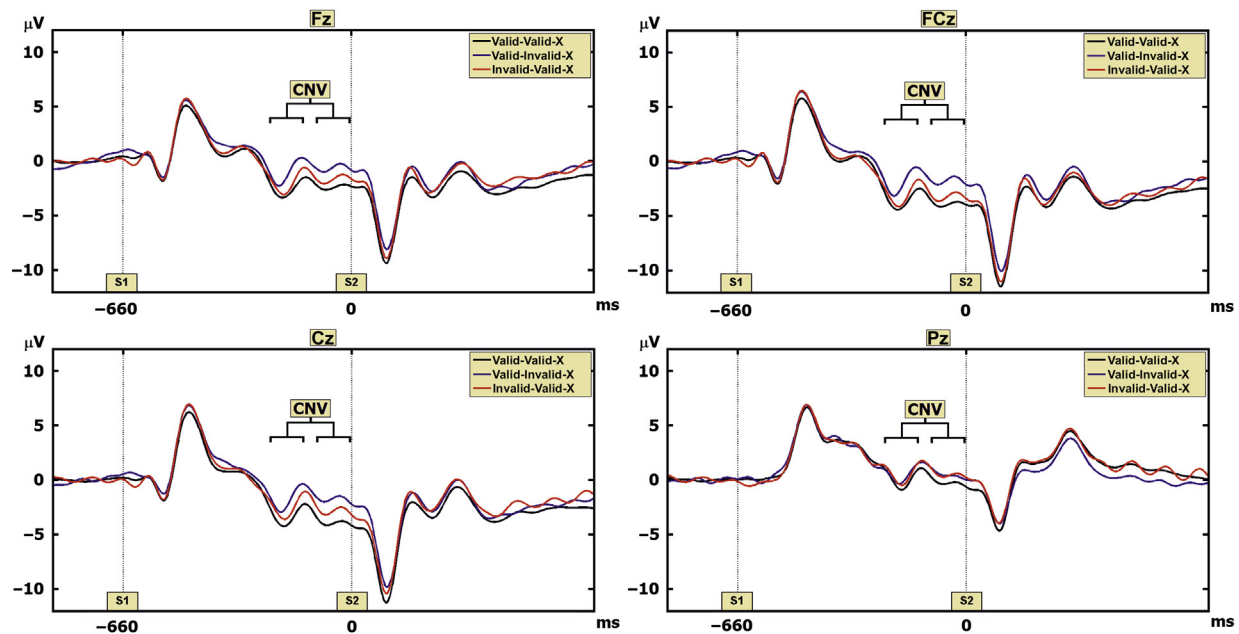 Fz
μV
10
5
0
−5
−10
Valid-Valid-X
Valid-Invalid-X
Invalid-Valid-X
CNV
S1
S2
−660
0
ms
FCz
μV
10
5
0
−5
−10
Valid-Valid-X
Valid-Invalid-X
Invalid-Valid-X
CNV
S1
S2
−660
0
ms
Cz
μV
10
5
0
−5
−10
Valid-Valid-X
Valid-Invalid-X
Invalid-Valid-X
CNV
S1
S2
−660
0
ms
Pz
μV
10
5
0
−5
−10
Valid-Valid-X
Valid-Invalid-X
Invalid-Valid-X
CNV
S1
S2
−660
0
ms